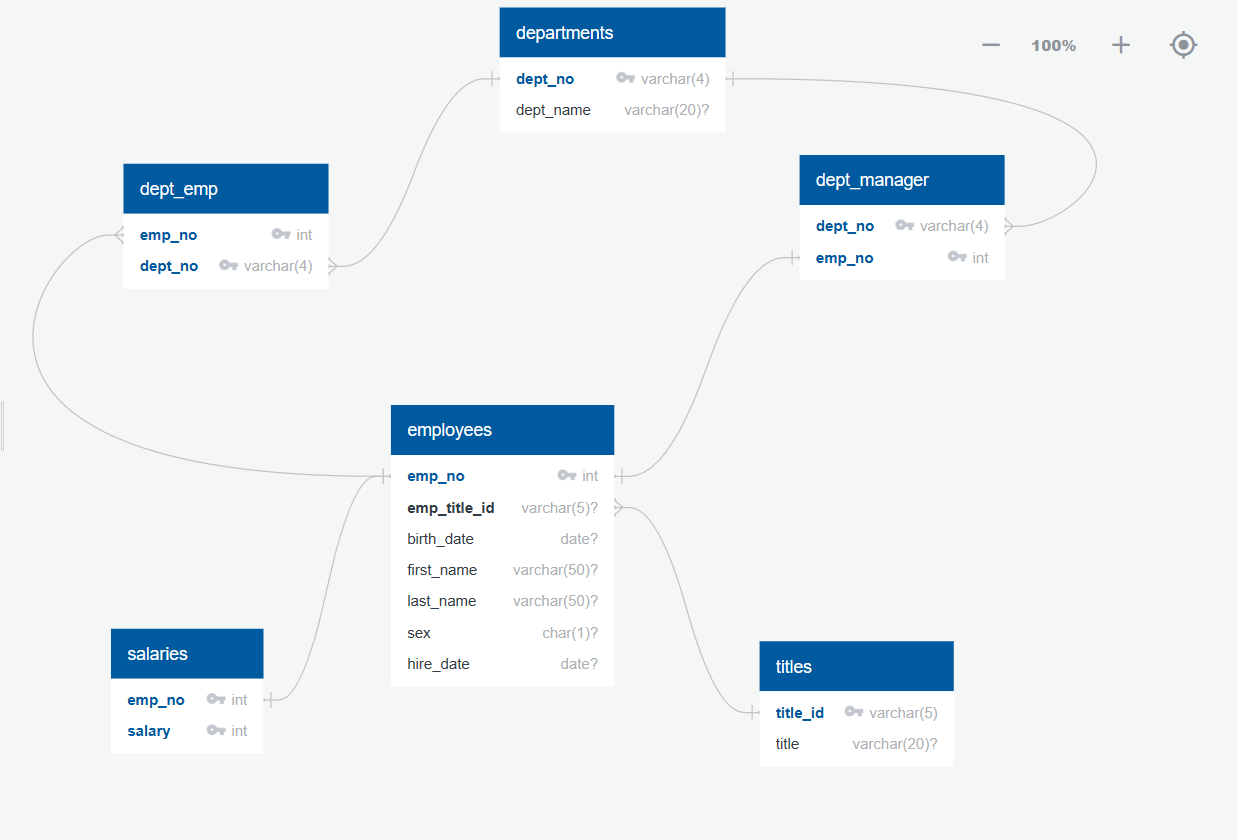 departments
dept_no varchar(4)
dept_name varchar(20)?
100%
dept_emp
emp_no int
dept_no varchar(4)
dept_manager
dept_no varchar(4)
emp_no int
employees
emp_no int
emp_title_id varchar(5)?
birth_date date?
first_name varchar(50)?
last_name varchar(50)?
sex char(1)?
hire_date date?
salaries
emp_no int
salary int
titles
title_id varchar(5)
title varchar(20)?